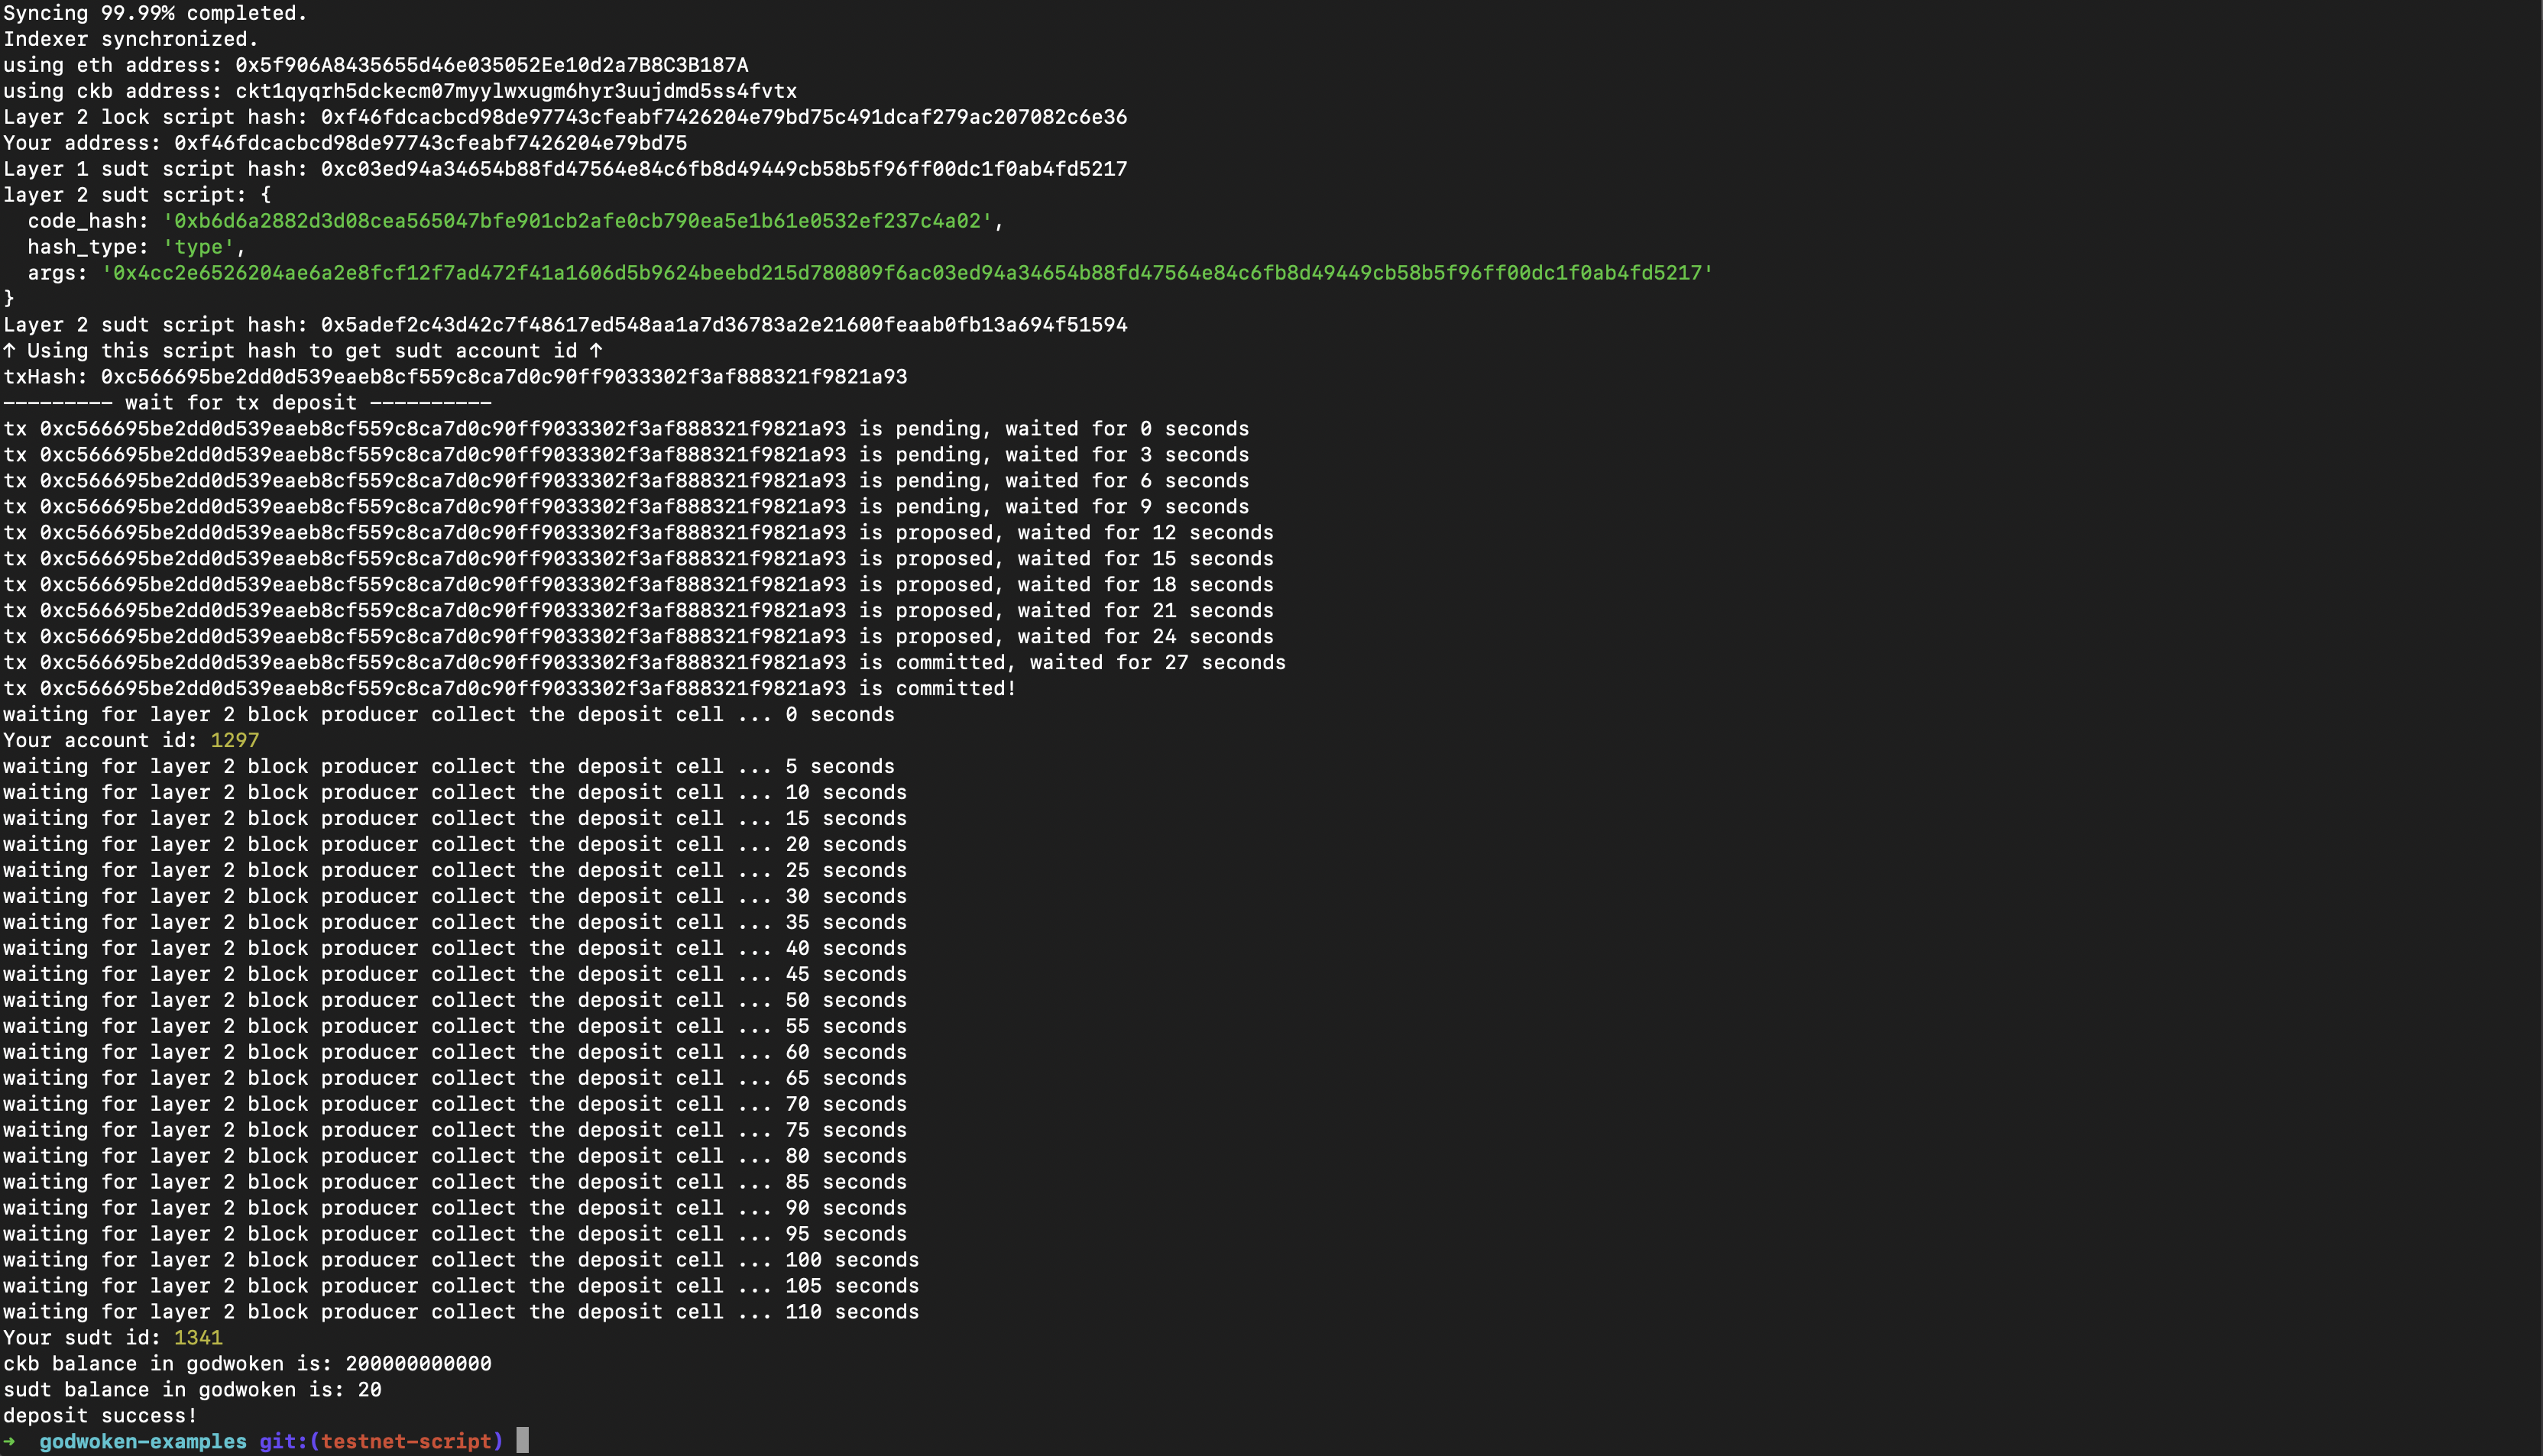 Syncing 99.99% completed.
Indexer synchronized.
using eth address: 0x5f906A8435655d46e035052Ee10d2a7B8C3B187A
using ckb address: ckt1qyqrh5dckecm07myylwxugm6hyr3uujdmd5ss4fvtx
Layer 2 lock script hash: 0xf46fdcacbcd98de97743cfeabf7426204e79bd75c491dcaf279ac207082c6e36
Your address: 0xf46fdcacbcd98de97743cfeabf7426204e79bd75
Layer 1 sudt script hash: 0xc03ed94a34654b88fd47564e84c6fb8d49449cb58b5f96ff00dc1f0ab4fd5217
layer 2 sudt script: {
  code_hash: '0xb6d6a2882d3d08cea565047bfe901cb2afe0cb790ea5e1b61e0532ef237c4a02',
  hash_type: 'type',
  args: '0x4cc2e6526204ae6a2e8fcf12f7ad472f41a1606d5b9624beebd215d780809f6ac03ed94a34654b88fd47564e84c6fb8d49449cb58b5f96ff00dc1f0ab4fd5217'
}
Layer 2 sudt script hash: 0x5adef2c43d42c7f48617ed548aa1a7d36783a2e21600feaab0fb13a694f51594
↑ Using this script hash to get sudt account id ↑
txHash: 0xc566695be2dd0d539eaeb8cf559c8ca7d0c90ff9033302f3af888321f9821a93
--------- wait for tx deposit ----------
tx 0xc566695be2dd0d539eaeb8cf559c8ca7d0c90ff9033302f3af888321f9821a93 is pending, waited for 0 seconds
tx 0xc566695be2dd0d539eaeb8cf559c8ca7d0c90ff9033302f3af888321f9821a93 is pending, waited for 3 seconds
tx 0xc566695be2dd0d539eaeb8cf559c8ca7d0c90ff9033302f3af888321f9821a93 is pending, waited for 6 seconds
tx 0xc566695be2dd0d539eaeb8cf559c8ca7d0c90ff9033302f3af888321f9821a93 is pending, waited for 9 seconds
tx 0xc566695be2dd0d539eaeb8cf559c8ca7d0c90ff9033302f3af888321f9821a93 is proposed, waited for 12 seconds
tx 0xc566695be2dd0d539eaeb8cf559c8ca7d0c90ff9033302f3af888321f9821a93 is proposed, waited for 15 seconds
tx 0xc566695be2dd0d539eaeb8cf559c8ca7d0c90ff9033302f3af888321f9821a93 is proposed, waited for 18 seconds
tx 0xc566695be2dd0d539eaeb8cf559c8ca7d0c90ff9033302f3af888321f9821a93 is proposed, waited for 21 seconds
tx 0xc566695be2dd0d539eaeb8cf559c8ca7d0c90ff9033302f3af888321f9821a93 is proposed, waited for 24 seconds
tx 0xc566695be2dd0d539eaeb8cf559c8ca7d0c90ff9033302f3af888321f9821a93 is committed, waited for 27 seconds
tx 0xc566695be2dd0d539eaeb8cf559c8ca7d0c90ff9033302f3af888321f9821a93 is committed!
waiting for layer 2 block producer collect the deposit cell ... 0 seconds
Your account id: 1297
waiting for layer 2 block producer collect the deposit cell ... 5 seconds
waiting for layer 2 block producer collect the deposit cell ... 10 seconds
waiting for layer 2 block producer collect the deposit cell ... 15 seconds
waiting for layer 2 block producer collect the deposit cell ... 20 seconds
waiting for layer 2 block producer collect the deposit cell ... 25 seconds
waiting for layer 2 block producer collect the deposit cell ... 30 seconds
waiting for layer 2 block producer collect the deposit cell ... 35 seconds
waiting for layer 2 block producer collect the deposit cell ... 40 seconds
waiting for layer 2 block producer collect the deposit cell ... 45 seconds
waiting for layer 2 block producer collect the deposit cell ... 50 seconds
waiting for layer 2 block producer collect the deposit cell ... 55 seconds
waiting for layer 2 block producer collect the deposit cell ... 60 seconds
waiting for layer 2 block producer collect the deposit cell ... 65 seconds
waiting for layer 2 block producer collect the deposit cell ... 70 seconds
waiting for layer 2 block producer collect the deposit cell ... 75 seconds
waiting for layer 2 block producer collect the deposit cell ... 80 seconds
waiting for layer 2 block producer collect the deposit cell ... 85 seconds
waiting for layer 2 block producer collect the deposit cell ... 90 seconds
waiting for layer 2 block producer collect the deposit cell ... 95 seconds
waiting for layer 2 block producer collect the deposit cell ... 100 seconds
waiting for layer 2 block producer collect the deposit cell ... 105 seconds
waiting for layer 2 block producer collect the deposit cell ... 110 seconds
Your sudt id: 1341
ckb balance in godwoken is: 200000000000
sudt balance in godwoken is: 20
deposit success!
→ godwoken-examples git:(testnet-script)